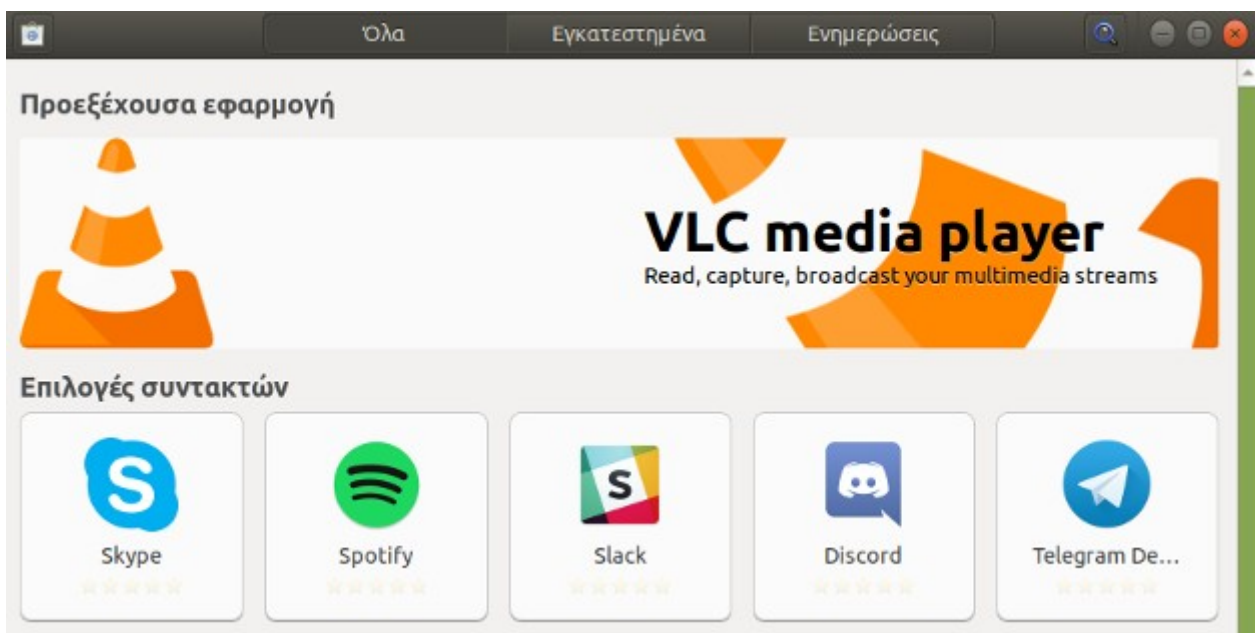 Όλα Εγκατεστημένα Ενημερώσεις
Προεξέχουσα εφαρμογή
VLC media player
Read, capture, broadcast your multimedia streams
Επιλογές συντακτών
Skype Spotify Slack Discord Telegram De...